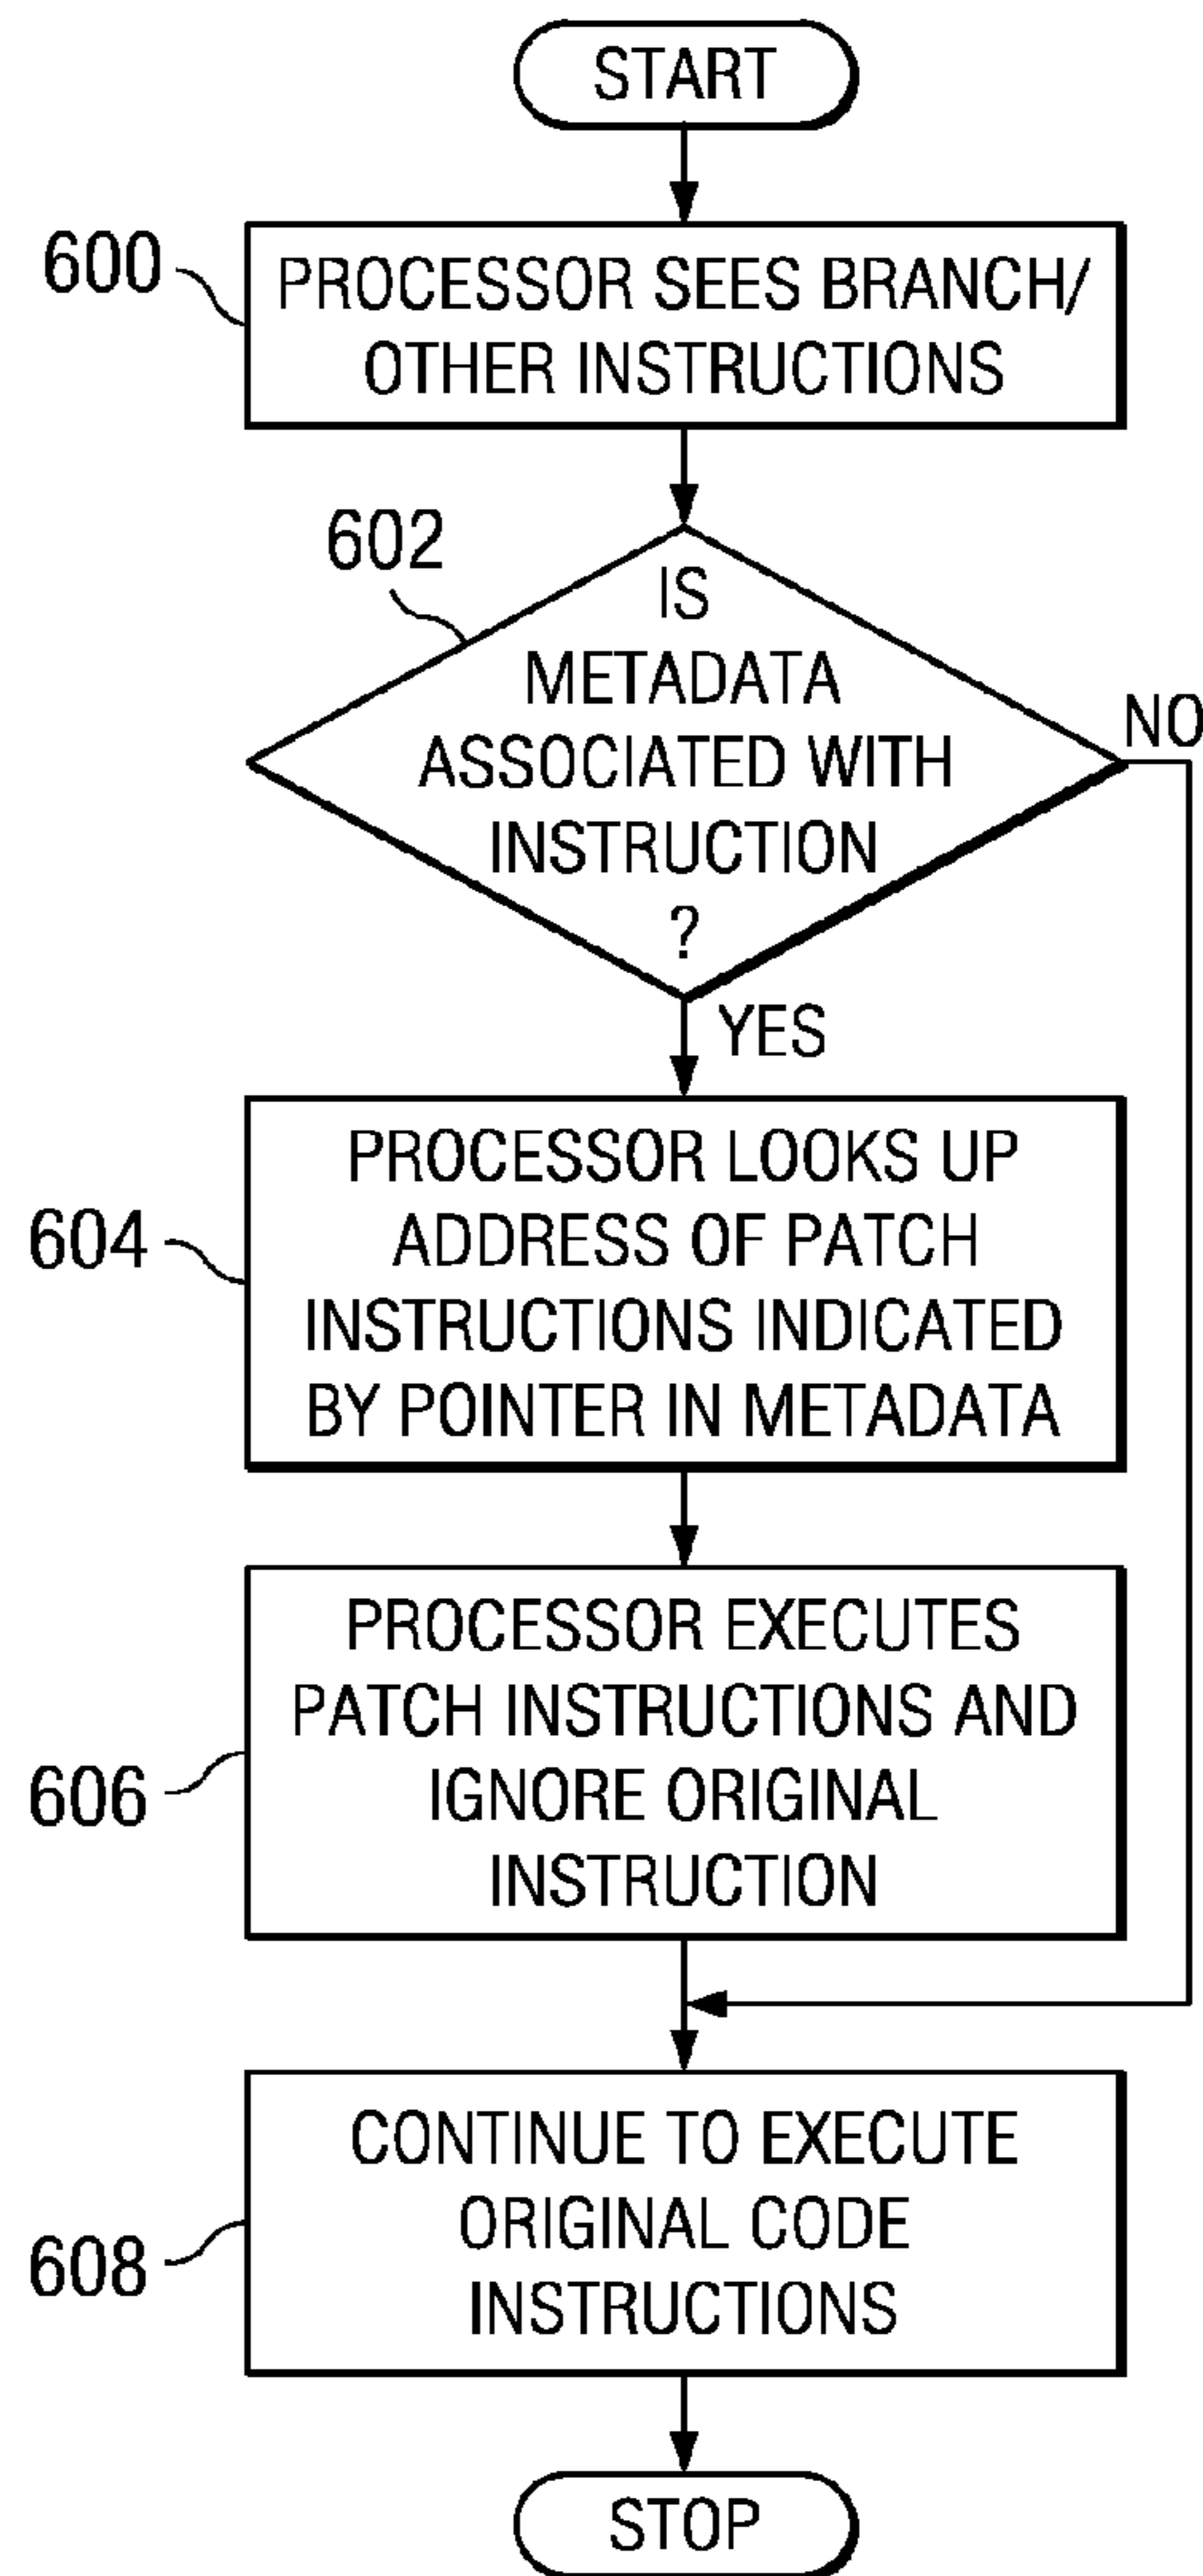 START
600
PROCESSOR SEES BRANCH/
OTHER INSTRUCTIONS
602
IS
METADATA
ASSOCIATED WITH
INSTRUCTION
?
NO
YES
604
PROCESSOR LOOKS UP
ADDRESS OF PATCH
INSTRUCTIONS INDICATED
BY POINTER IN METADATA
606
PROCESSOR EXECUTES
PATCH INSTRUCTIONS AND
IGNORE ORIGINAL
INSTRUCTION
608
CONTINUE TO EXECUTE
ORIGINAL CODE
INSTRUCTIONS
STOP